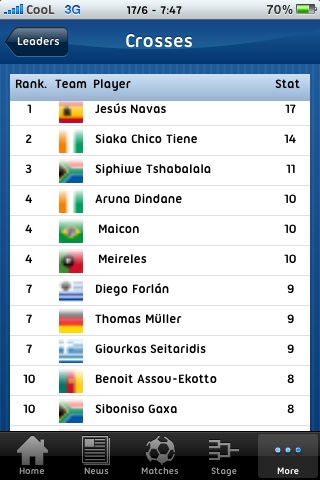 CooL 3G 17/6 - 7:47 70%
Leaders Crosses
Rank. Team Player Stat
1 Jesús Navas 17
2 Siaka Chico Tiene 14
3 Siphiwe Tshabalala 11
4 Aruna Dindane 10
4 Maicon 10
4 Meireles 10
7 Diego Forlán 9
7 Thomas Müller 9
7 Giourkas Seitaridis 9
10 Benoit Assou-Ekotto 8
10 Siboniso Gaxa 8
Home News Matches Stage More